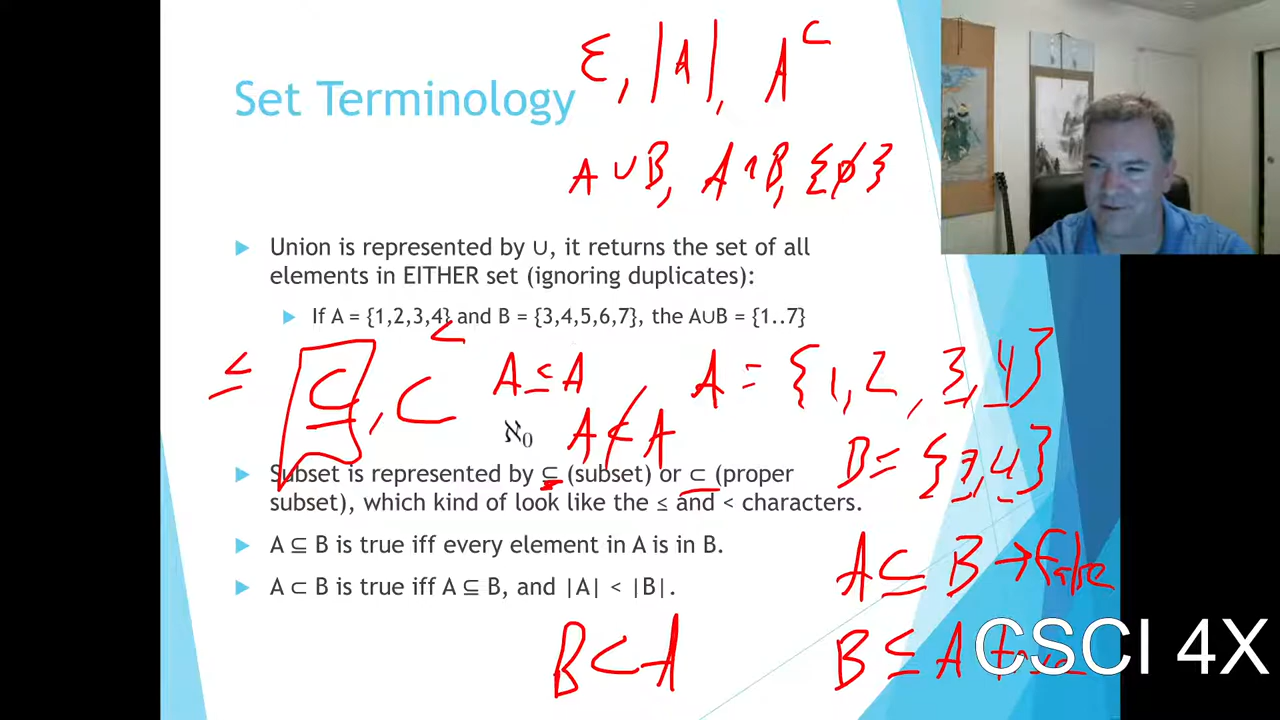 ε, |A|, A^C
Set Terminology
A ∪ B, A ∩ B, {∅}
Union is represented by ∪, it returns the set of all
elements in EITHER set (ignoring duplicates):
If A = {1,2,3,4} and B = {3,4,5,6,7}, the A∪B = {1..7}
<
≤ ⊆, ⊂ A ⊆ A A = {1,2,3,4}
ℵ0 A ⊄ A B = {3,4}
Subset is represented by ⊆ (subset) or ⊂ (proper
subset), which kind of look like the ≤ and < characters.
A ⊆ B is true iff every element in A is in B.
A ⊆ B → false
A ⊂ B is true iff A ⊆ B, and |A| < |B|.
B ⊂ A B ⊆ A true
CSCI 4X